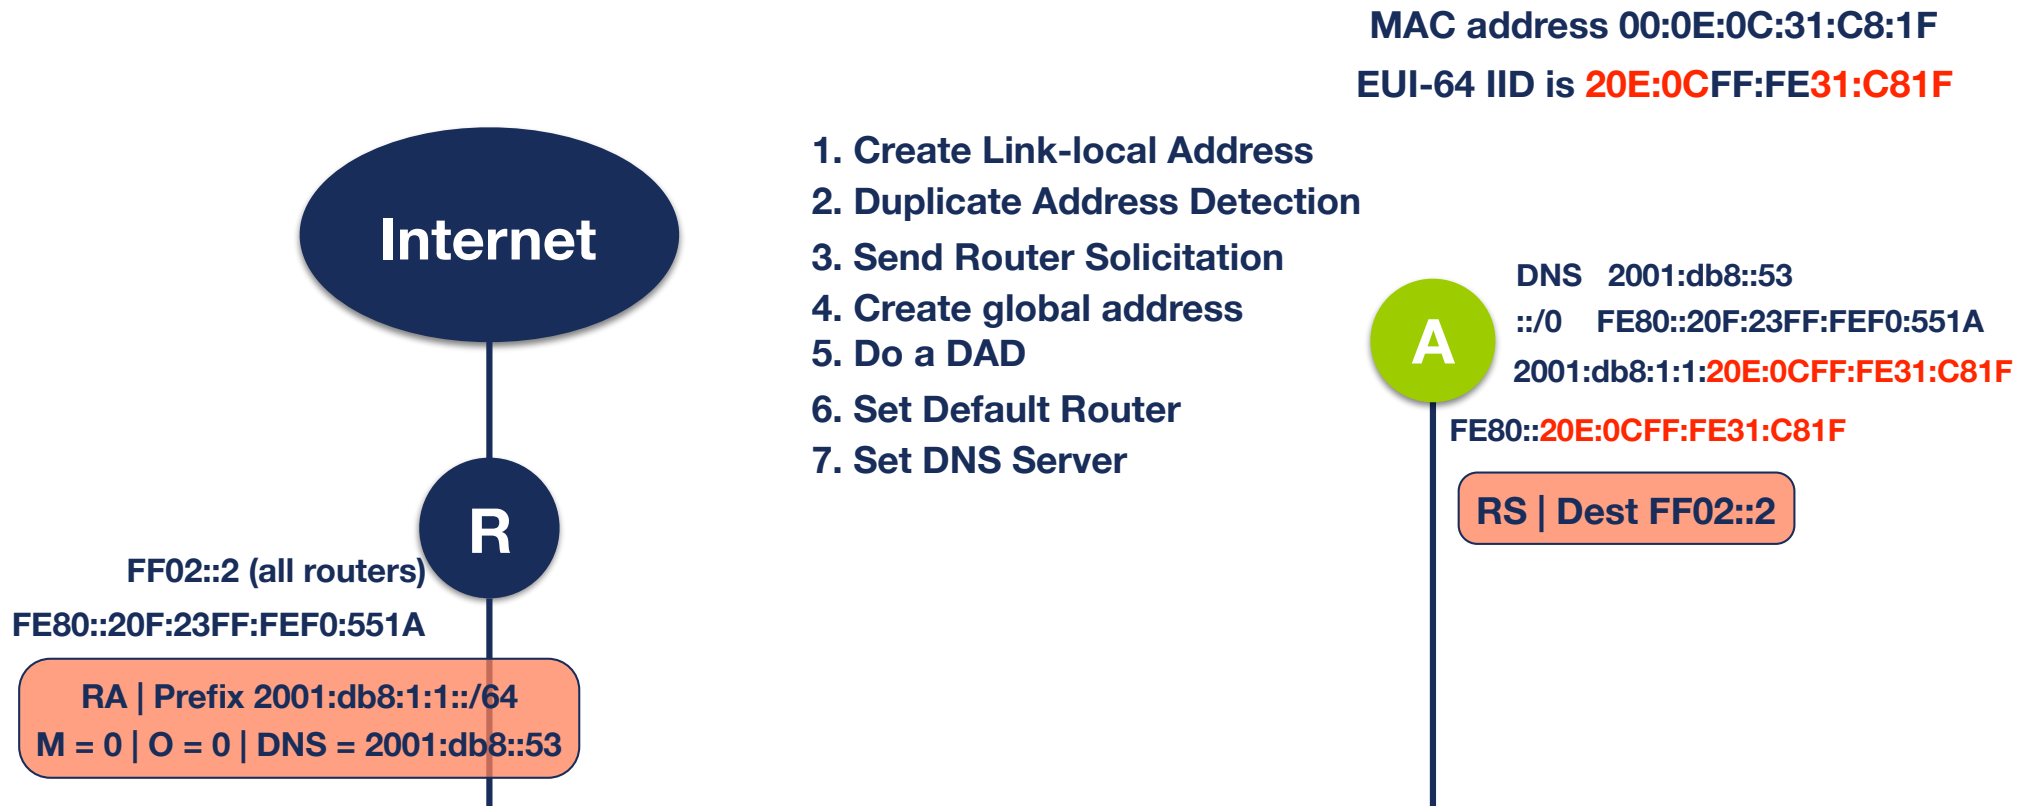 MAC address 00:0E:0C:31:C8:1F
EUI-64 IID is 20E:0CFF:FE31:C81F
Internet
1. Create Link-local Address
2. Duplicate Address Detection
3. Send Router Solicitation
4. Create global address
5. Do a DAD
6. Set Default Router
7. Set DNS Server
A
DNS 2001:db8::53
::/0 FE80::20F:23FF:FEF0:551A
2001:db8:1:1:20E:0CFF:FE31:C81F
FE80::20E:0CFF:FE31:C81F
RS | Dest FF02::2
R
FF02::2 (all routers)
FE80::20F:23FF:FEF0:551A
RA | Prefix 2001:db8:1:1::/64
M = 0 | O = 0 | DNS = 2001:db8::53